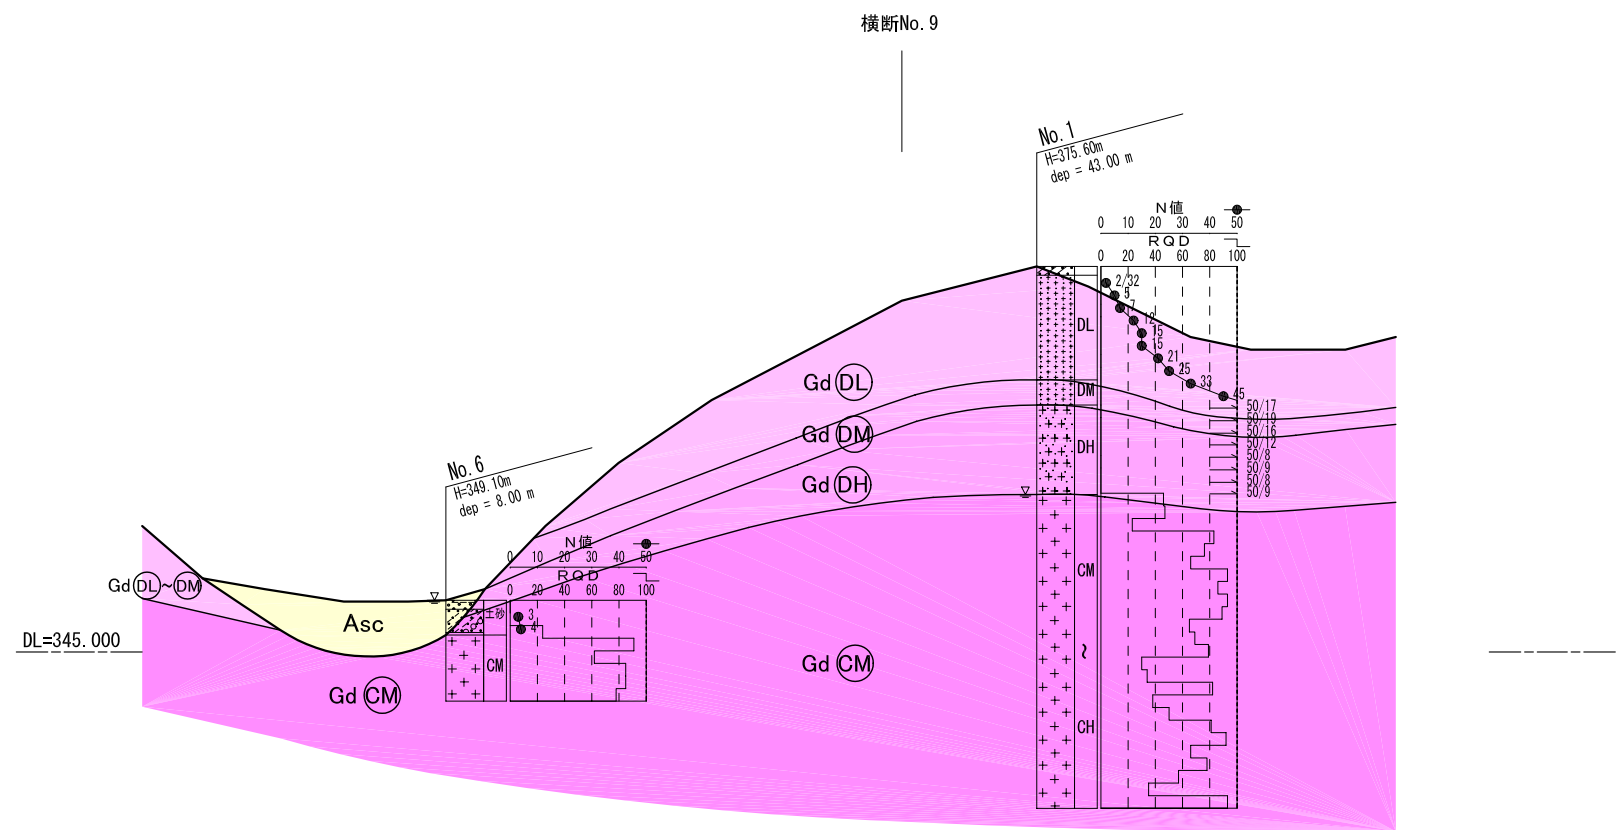 横断No.9
No.1
H=375.60m
dep = 43.00 m
N値
0 10 20 30 40 50
RQD
0 20 40 60 80 100
2/32
5
7
12
15
15
21
25
33
45
50/17
50/19
50/16
50/12
50/8
50/9
50/8
50/9
DL
DM
DH
CM
~
CH
Gd DL
Gd DM
Gd DH
Gd CM
No.6
H=349.10m
dep = 8.00 m
N値
0 10 20 30 40 50
RQD
0 20 40 60 80 100
3
4
土砂
CM
Gd DL~DM
Asc
Gd CM
DL=345.000